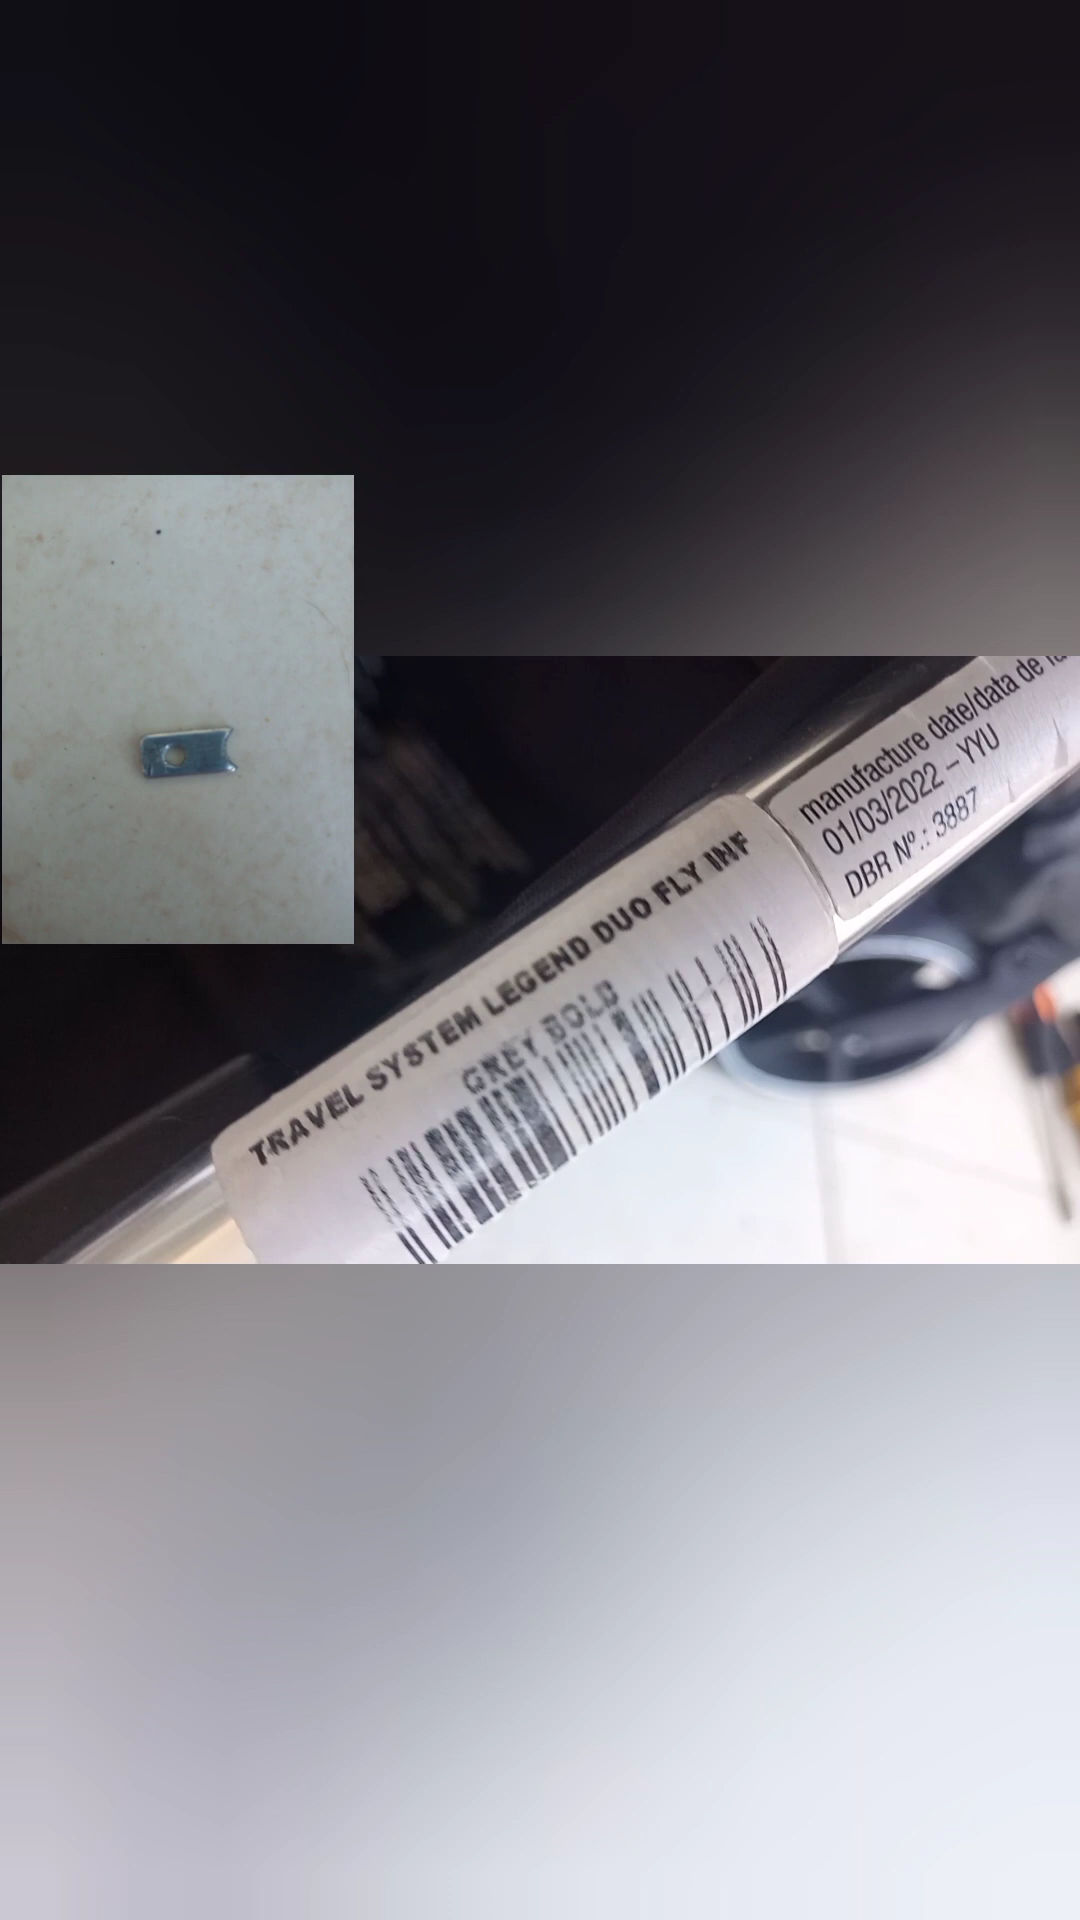 manufacture date/data de
01/03/2022 – YYU
DBR Nº.: 3887
TRAVEL SYSTEM LEGEND DUO FLY INF
GREY BOLD